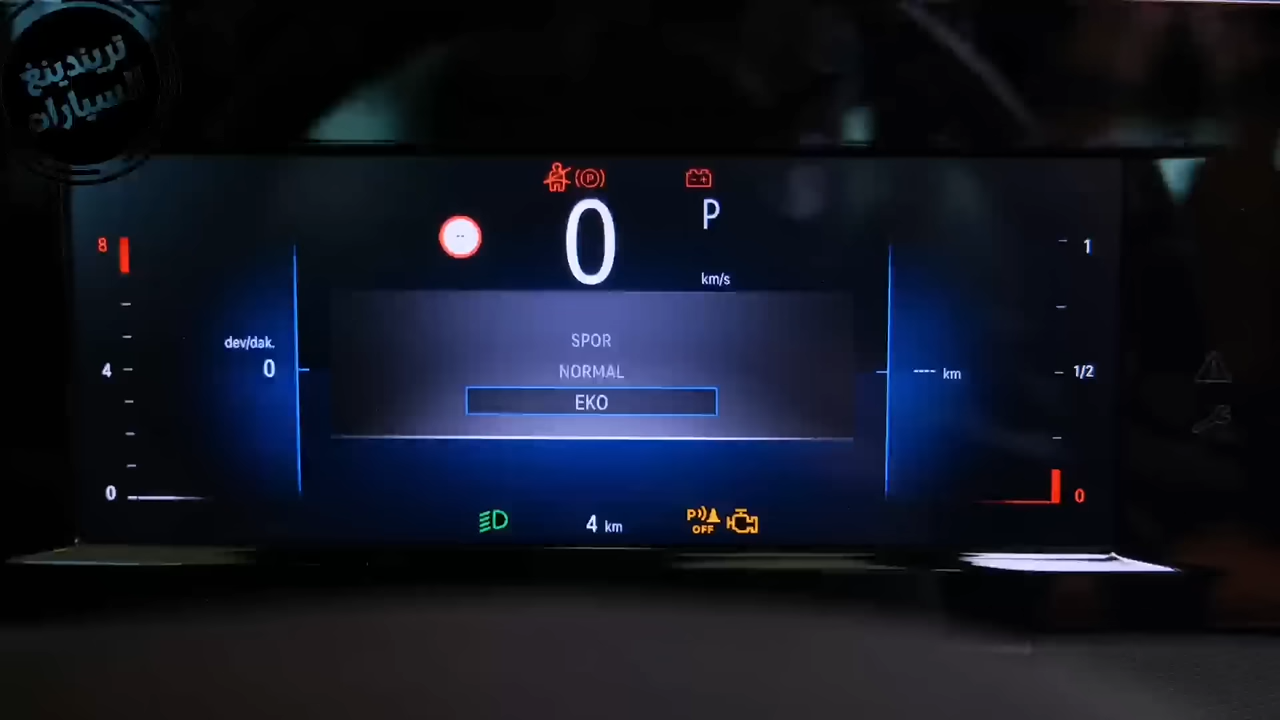 تريندينغ
السيارات
P
0
P
--
8
km/s
1
SPOR
dev/dak.
0
4
NORMAL
---- km
1/2
EKO
0
0
4 km
P
OFF